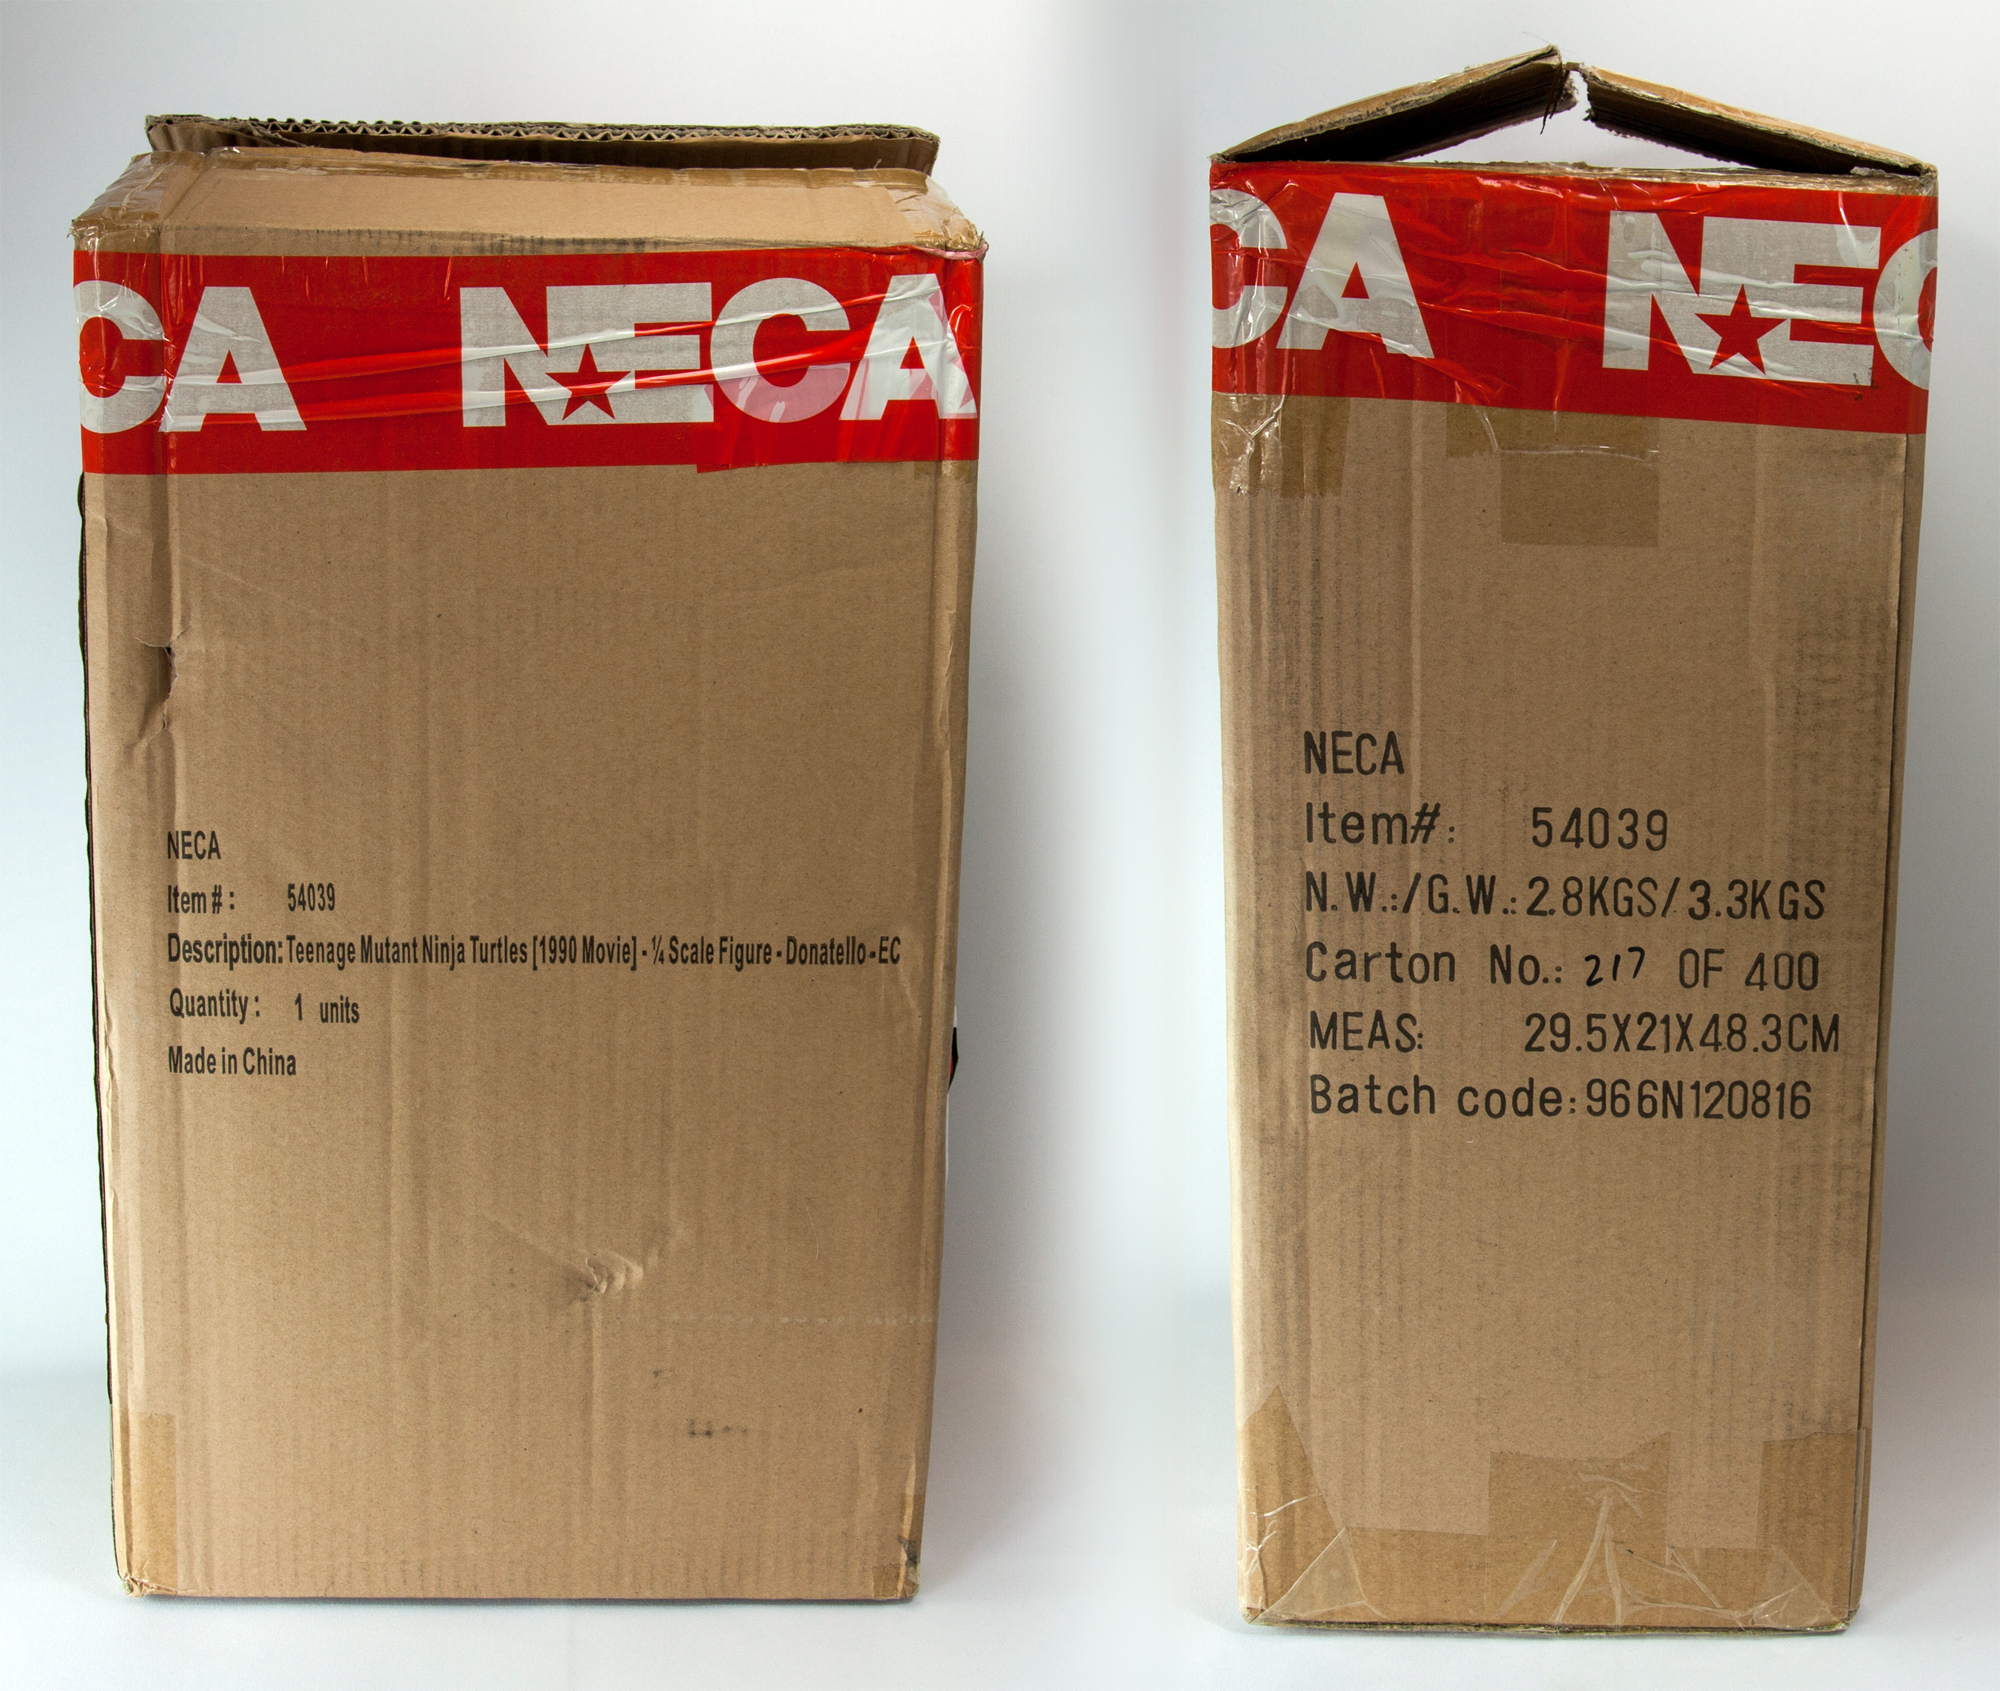 CA NECA
NECA
Item # : 54039
Description: Teenage Mutant Ninja Turtles [1990 Movie] - ¼ Scale Figure - Donatello - EC
Quantity : 1 units
Made in China
CA NEC
NECA
Item#: 54039
N.W.:/G.W.: 2.8KGS/3.3KGS
Carton No.: 217 OF 400
MEAS: 29.5X21X48.3CM
Batch code: 966N120816